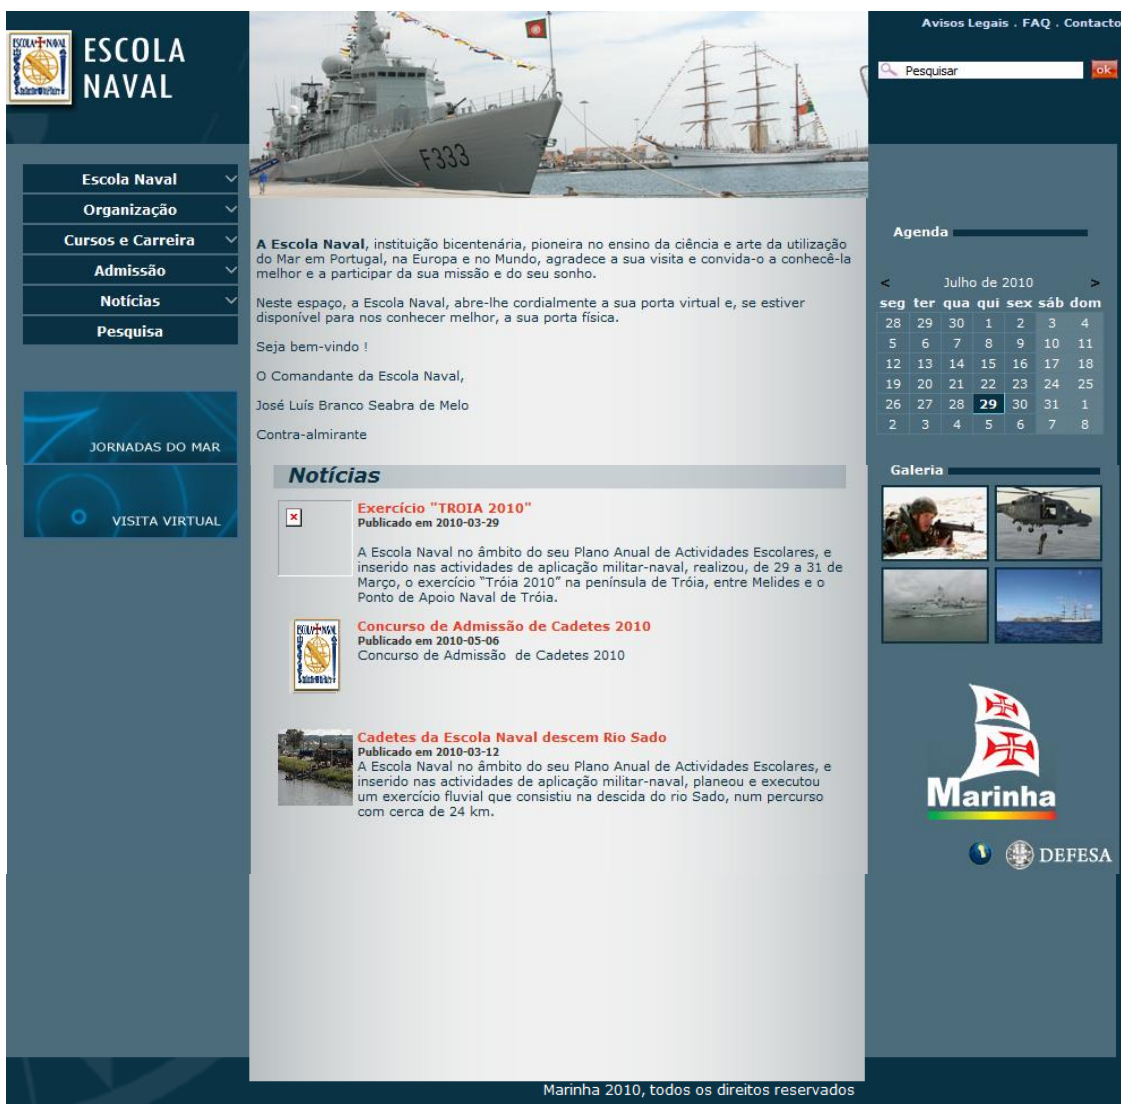 Avisos Legais . FAQ . Contacto
ESCOLA NAVAL
ESCOLA
NAVAL
Pesquisar
ok
F333
Escola Naval
Organização
Cursos e Carreira
Admissão
Notícias
Pesquisa
JORNADAS DO MAR
VISITA VIRTUAL
A Escola Naval, instituição bicentenária, pioneira no ensino da ciência e arte da utilização
do Mar em Portugal, na Europa e no Mundo, agradece a sua visita e convida-o a conhecê-la
melhor e a participar da sua missão e do seu sonho.
Neste espaço, a Escola Naval, abre-lhe cordialmente a sua porta virtual e, se estiver
disponível para nos conhecer melhor, a sua porta física.
Seja bem-vindo !
O Comandante da Escola Naval,
José Luís Branco Seabra de Melo
Contra-almirante
Notícias
Exercício "TROIA 2010"
Publicado em 2010-03-29
A Escola Naval no âmbito do seu Plano Anual de Actividades Escolares, e
inserido nas actividades de aplicação militar-naval, realizou, de 29 a 31 de
Março, o exercício “Tróia 2010” na península de Tróia, entre Melides e o
Ponto de Apoio Naval de Tróia.
ESCOLA NAVAL
Concurso de Admissão de Cadetes 2010
Publicado em 2010-05-06
Concurso de Admissão  de Cadetes 2010
Cadetes da Escola Naval descem Rio Sado
Publicado em 2010-03-12
A Escola Naval no âmbito do seu Plano Anual de Actividades Escolares, e
inserido nas actividades de aplicação militar-naval, planeou e executou
um exercício fluvial que consistiu na descida do rio Sado, num percurso
com cerca de 24 km.
Agenda
< Julho de 2010 >
seg ter qua qui sex sáb dom
28 29 30 1 2 3 4
5 6 7 8 9 10 11
12 13 14 15 16 17 18
19 20 21 22 23 24 25
26 27 28 29 30 31 1
2 3 4 5 6 7 8
Galeria
Marinha
DEFESA
Marinha 2010, todos os direitos reservados